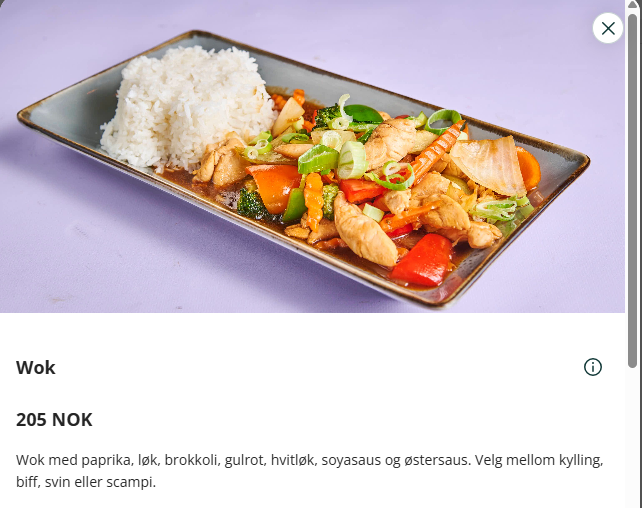 Wok
205 NOK
Wok med paprika, løk, brokkoli, gulrot, hvitløk, soyasaus og østersaus. Velg mellom kylling,
biff, svin eller scampi.